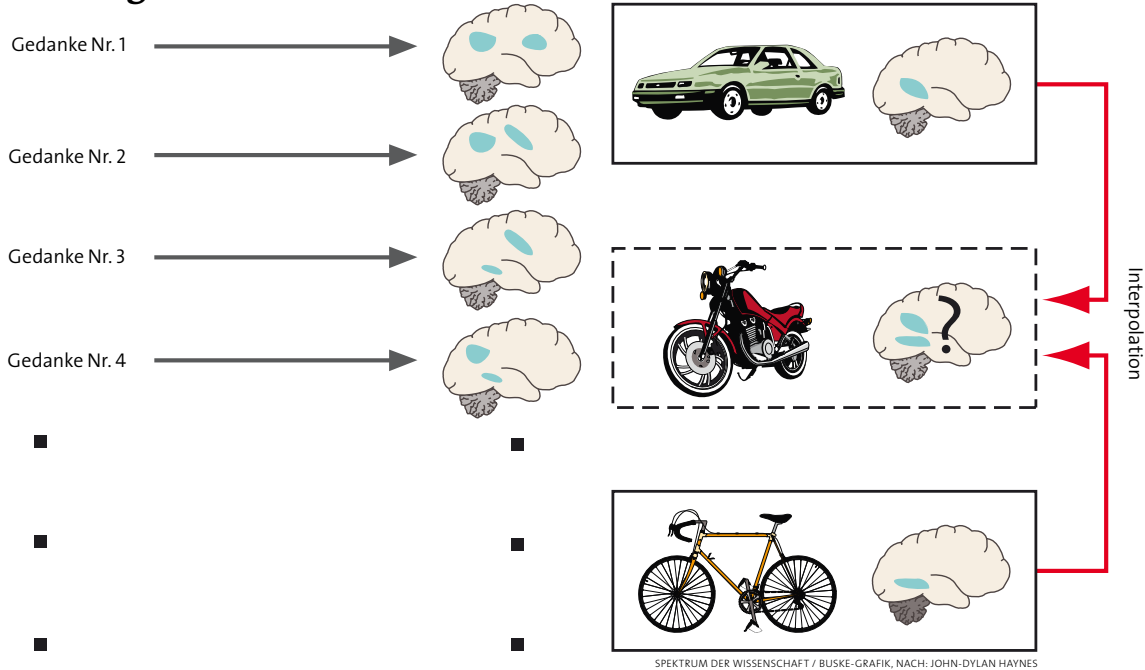 Gedanke Nr. 1
Gedanke Nr. 2
Gedanke Nr. 3
Gedanke Nr. 4
?
Interpolation
SPEKTRUM DER WISSENSCHAFT / BUSKE-GRAFIK, NACH: JOHN-DYLAN HAYNES